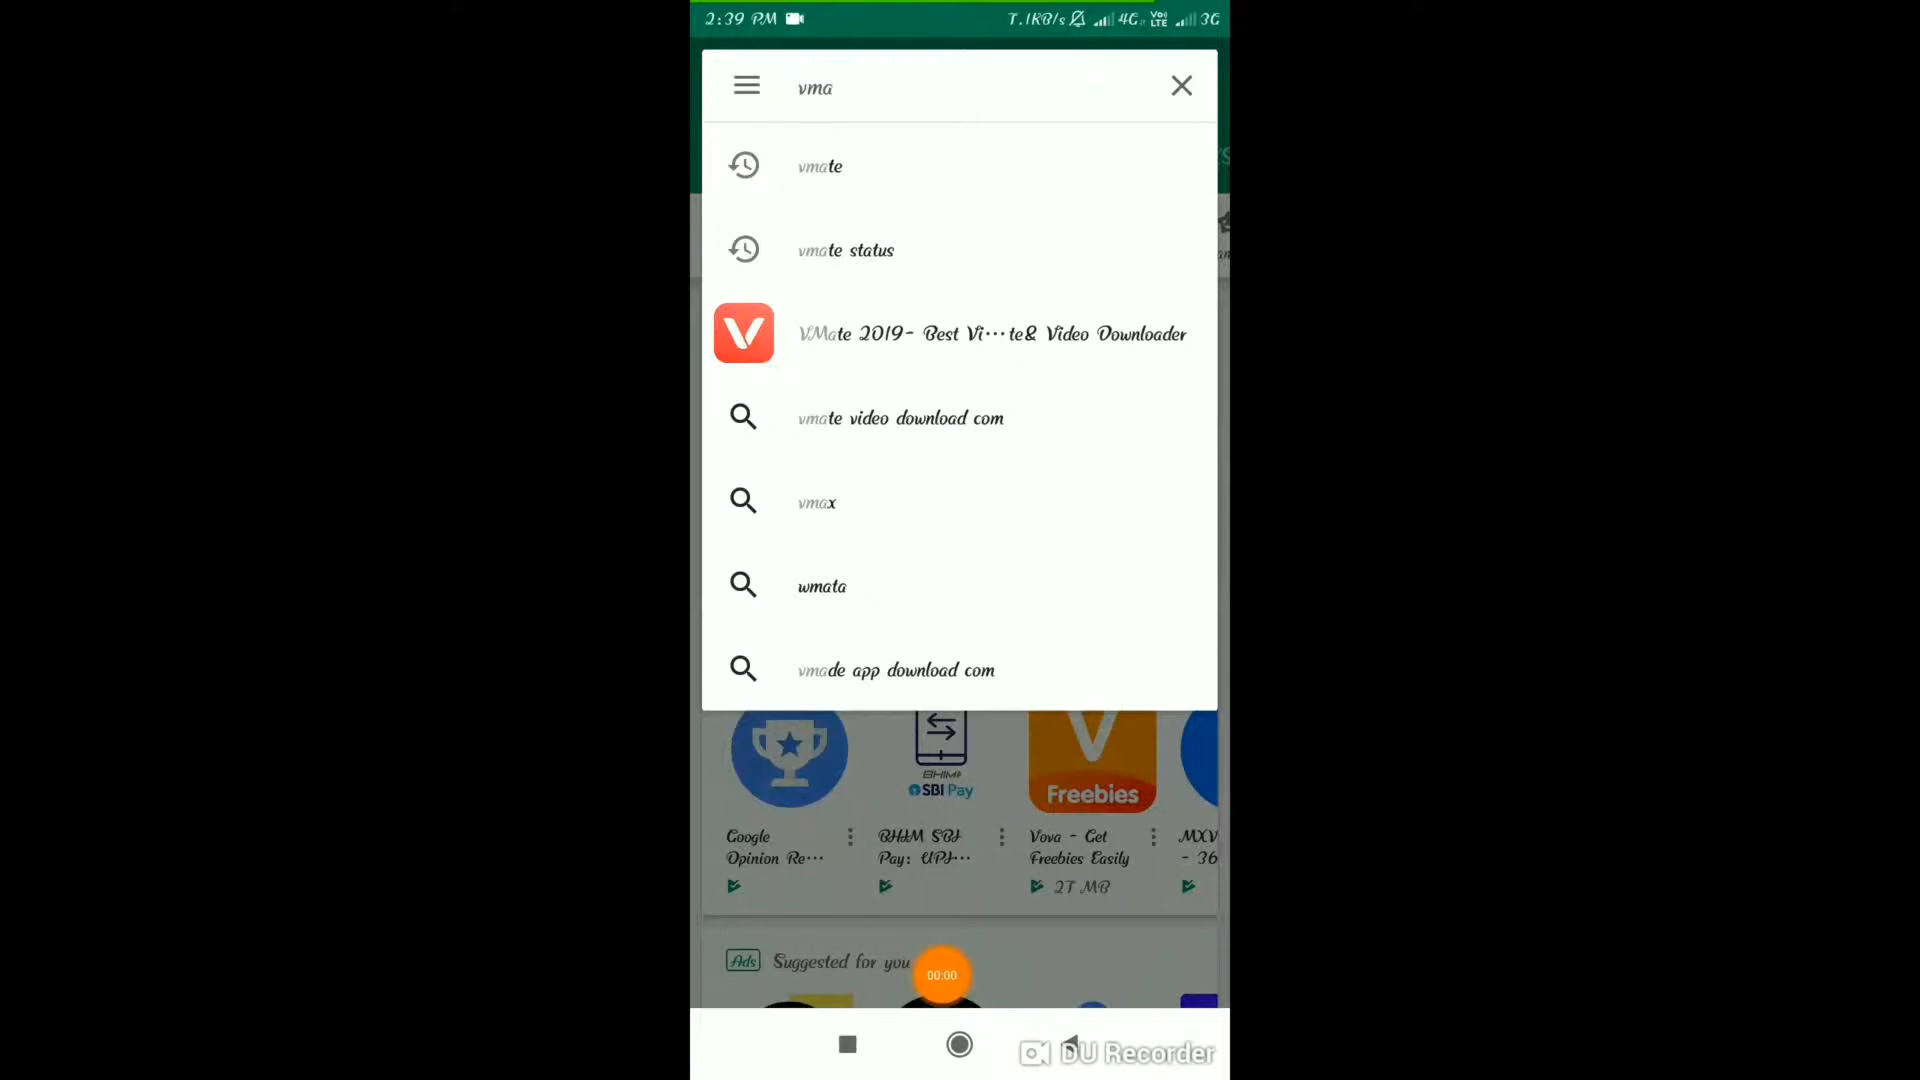 2:39 PM T.1KB/s 4G VoLTE 3G
vma
vmate
vmate status
VMate 2019- Best Vi···te& Video Downloader
vmate video download com
vmax
wmata
vmade app download com
BHIM
SBI Pay
Freebies
Google Opinion Re···
BHIM SBI Pay: UPI···
Vova - Get Freebies Easily
MXV - 36
2T MB
Ads Suggested for you
00:00
DU Recorder